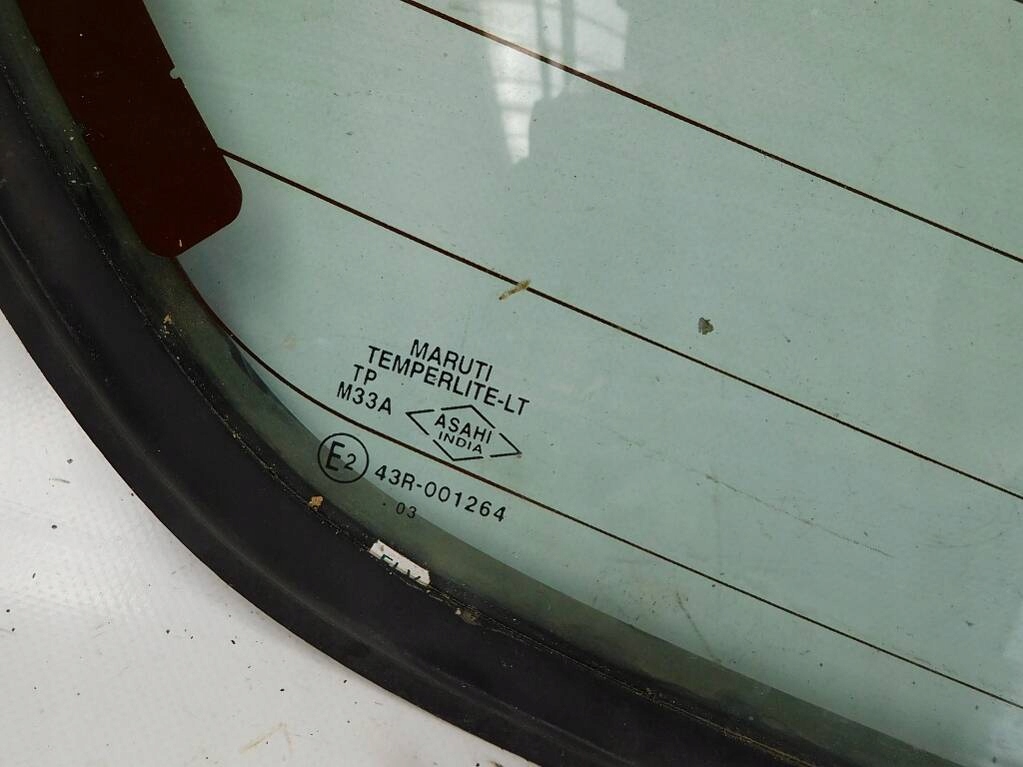 MARUTI
TEMPERLITE-LT
TP
M33A
ASAHI
INDIA
E2
43R-001264
03